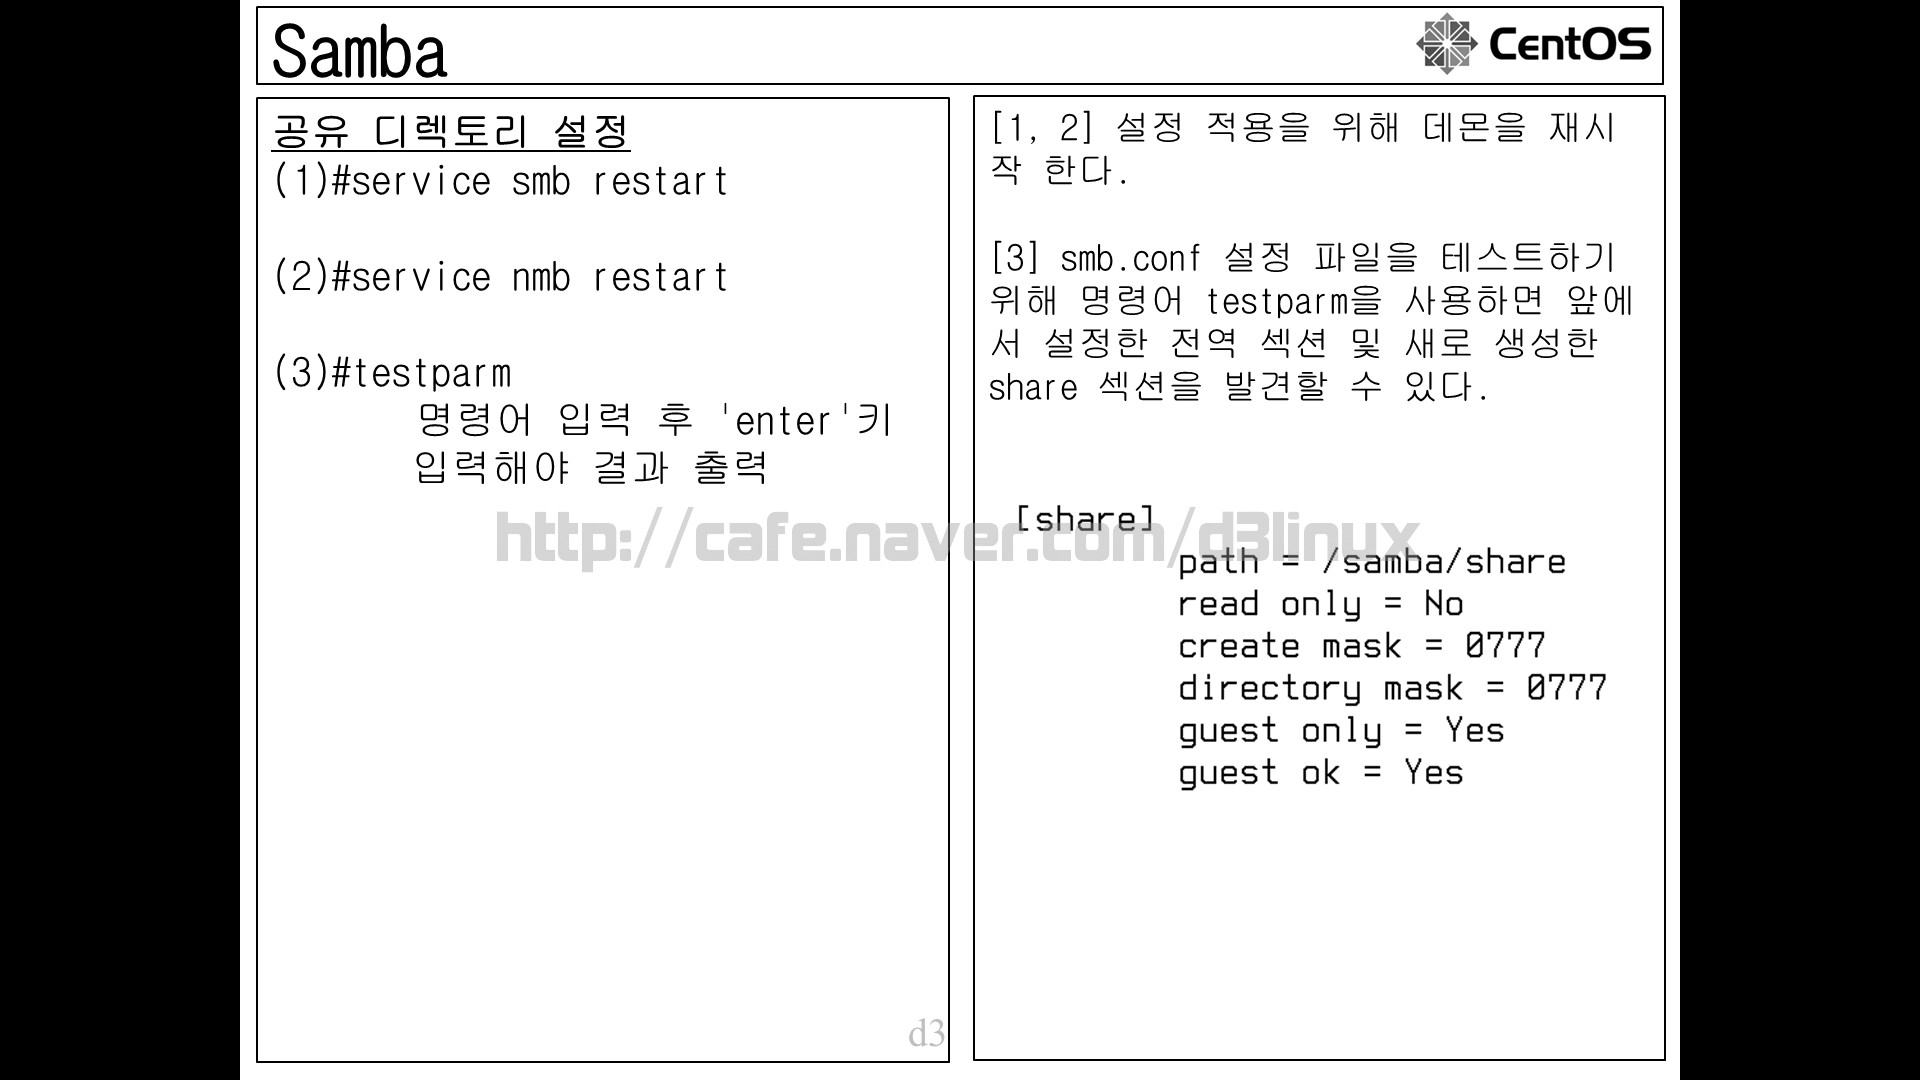 Samba
CentOS
공유 디렉토리 설정
(1)#service smb restart
(2)#service nmb restart
(3)#testparm
명령어 입력 후 'enter'키
입력해야 결과 출력
[1, 2] 설정 적용을 위해 데몬을 재시
작 한다.
[3] smb.conf 설정 파일을 테스트하기
위해 명령어 testparm을 사용하면 앞에
서 설정한 전역 섹션 및 새로 생성한
share 섹션을 발견할 수 있다.
[share]
path = /samba/share
read only = No
create mask = 0777
directory mask = 0777
guest only = Yes
guest ok = Yes
http://cafe.naver.com/d3linux
d3